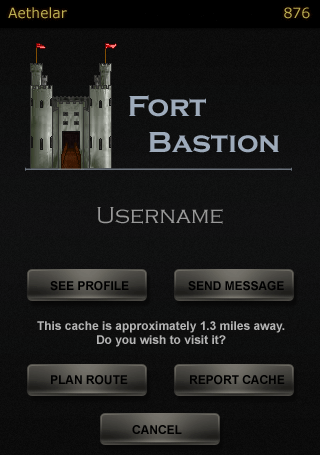 Aethelar 876
FORT
BASTION
USERNAME
SEE PROFILE SEND MESSAGE
This cache is approximately 1.3 miles away.
Do you wish to visit it?
PLAN ROUTE REPORT CACHE
CANCEL